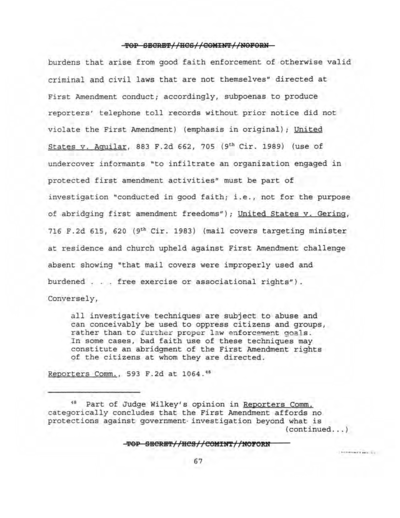 TOP SECRET//HCS//COMINT//NOFORN
burdens that arise from good faith enforcement of otherwise valid
criminal and civil laws that are not themselves" directed at
First Amendment conduct; accordingly, subpoenas to produce
reporters' telephone toll records without prior notice did not
violate the First Amendment) (emphasis in original); United
States v. Aguilar, 883 F.2d 662, 705 (9th Cir. 1989) (use of
undercover informants "to infiltrate an organization engaged in
protected first amendment activities" must be part of
investigation "conducted in good faith; i.e., not for the purpose
of abridging first amendment freedoms"); United States v. Gering,
716 F.2d 615, 620 (9th Cir. 1983) (mail covers targeting minister
at residence and church upheld against First Amendment challenge
absent showing "that mail covers were improperly used and
burdened . . . free exercise or associational rights").
Conversely,
all investigative techniques are subject to abuse and
can conceivably be used to oppress citizens and groups,
rather than to further proper law enforcement goals.
In some cases, bad faith use of these techniques may
constitute an abridgment of the First Amendment rights
of the citizens at whom they are directed.
Reporters Comm., 593 F.2d at 1064.48
48 Part of Judge Wilkey's opinion in Reporters Comm.
categorically concludes that the First Amendment affords no
protections against government investigation beyond what is
(continued...)
TOP SECRET//HCS//COMINT//NOFORN
67